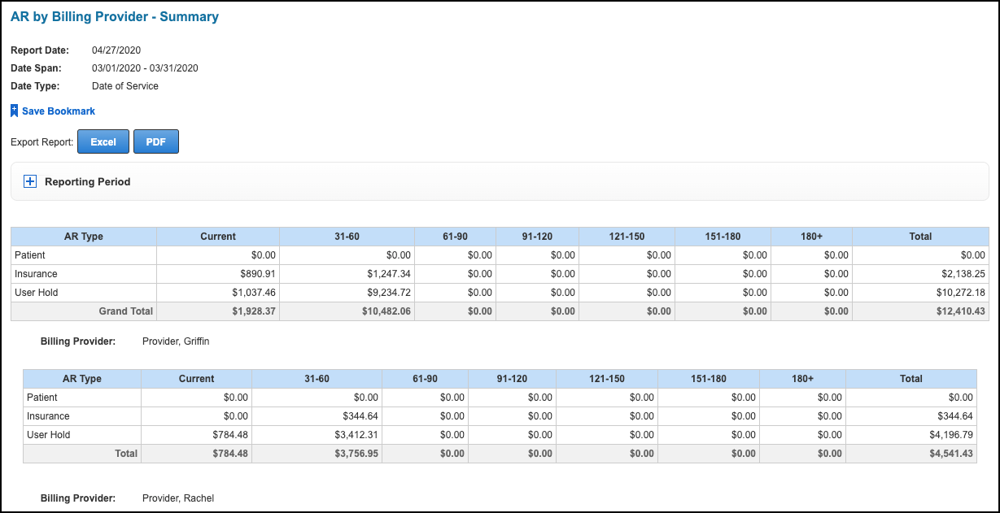 AR by Billing Provider - Summary
Report Date: 04/27/2020
Date Span: 03/01/2020 - 03/31/2020
Date Type: Date of Service
Save Bookmark
Export Report: Excel PDF
Reporting Period
AR Type Current 31-60 61-90 91-120 121-150 151-180 180+ Total
Patient $0.00 $0.00 $0.00 $0.00 $0.00 $0.00 $0.00 $0.00
Insurance $890.91 $1,247.34 $0.00 $0.00 $0.00 $0.00 $0.00 $2,138.25
User Hold $1,037.46 $9,234.72 $0.00 $0.00 $0.00 $0.00 $0.00 $10,272.18
Grand Total $1,928.37 $10,482.06 $0.00 $0.00 $0.00 $0.00 $0.00 $12,410.43
Billing Provider: Provider, Griffin
AR Type Current 31-60 61-90 91-120 121-150 151-180 180+ Total
Patient $0.00 $0.00 $0.00 $0.00 $0.00 $0.00 $0.00 $0.00
Insurance $0.00 $344.64 $0.00 $0.00 $0.00 $0.00 $0.00 $344.64
User Hold $784.48 $3,412.31 $0.00 $0.00 $0.00 $0.00 $0.00 $4,196.79
Total $784.48 $3,756.95 $0.00 $0.00 $0.00 $0.00 $0.00 $4,541.43
Billing Provider: Provider, Rachel